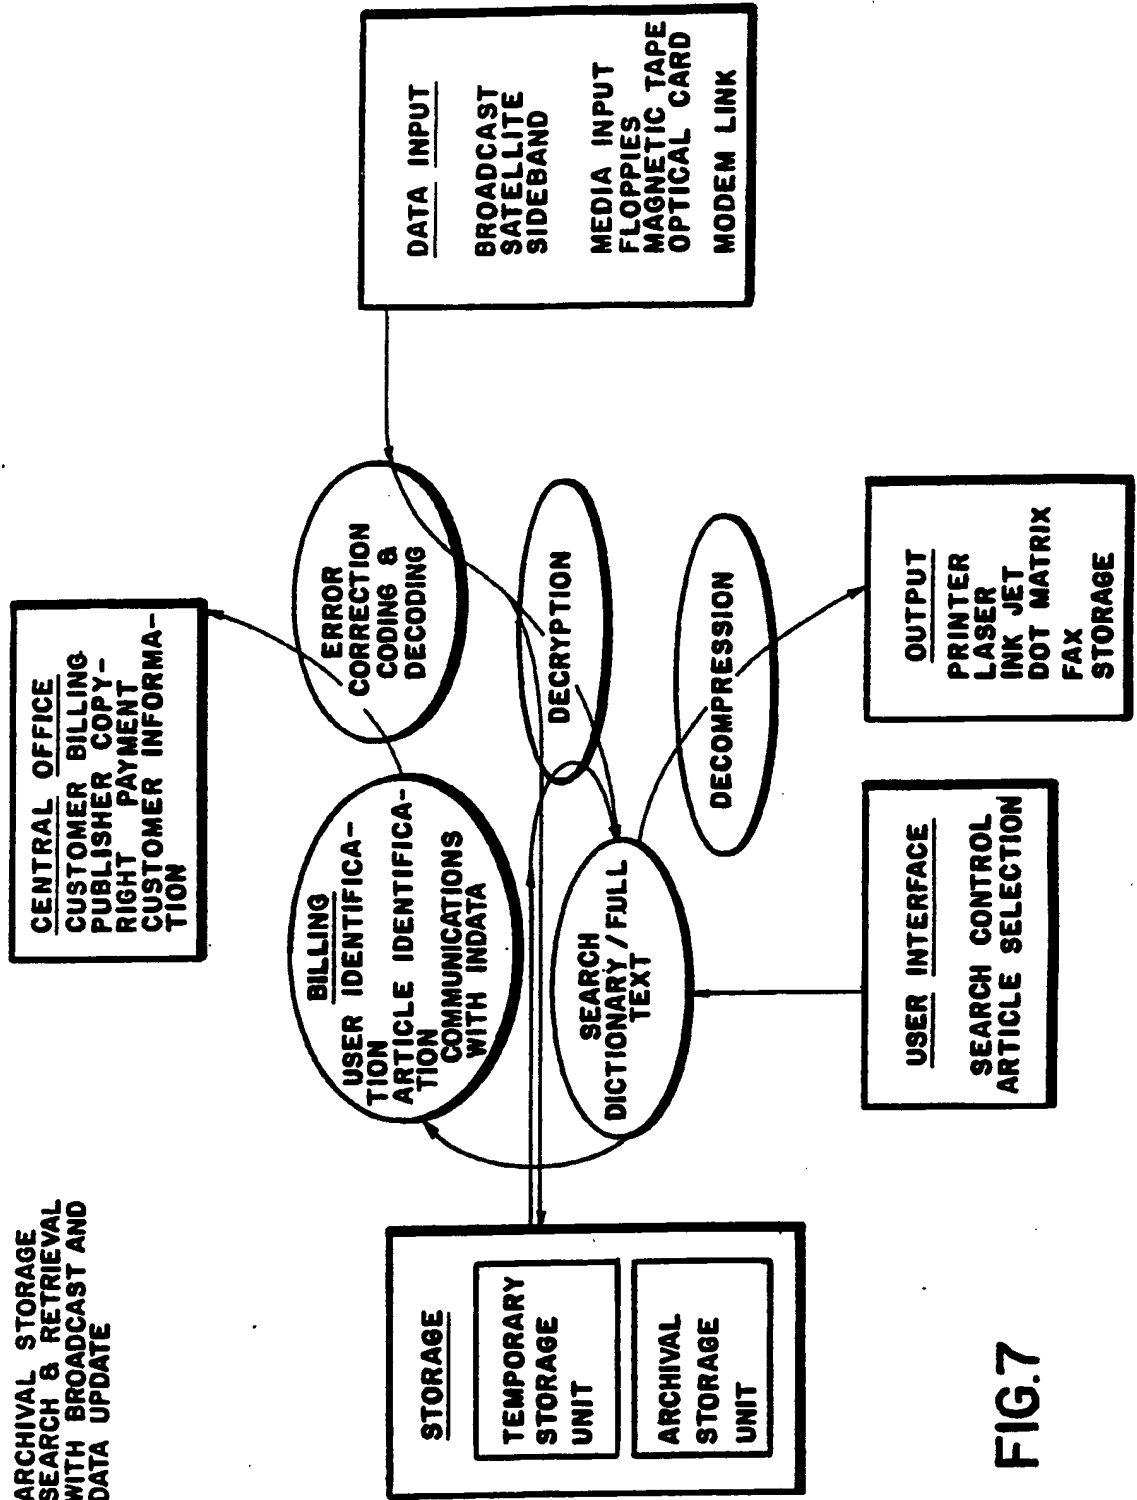 ARCHIVAL STORAGE
SEARCH & RETRIEVAL
WITH BROADCAST AND
DATA UPDATE
CENTRAL OFFICE
CUSTOMER BILLING
PUBLISHER COPY-
RIGHT PAYMENT
CUSTOMER INFORMA-
TION
BILLING
USER IDENTIFICA-
TION
ARTICLE IDENTIFICA-
TION
COMMUNICATIONS
WITH INDATA
ERROR
CORRECTION
CODING &
DECODING
DATA INPUT
BROADCAST
SATELLITE
SIDEBAND
MEDIA INPUT
FLOPPIES
MAGNETIC TAPE
OPTICAL CARD
MODEM LINK
STORAGE
TEMPORARY
STORAGE
UNIT
ARCHIVAL
STORAGE
UNIT
SEARCH
DICTIONARY/FULL
TEXT
DECRYPTION
DECOMPRESSION
USER INTERFACE
SEARCH CONTROL
ARTICLE SELECTION
OUTPUT
PRINTER
LASER
INK JET
DOT MATRIX
FAX
STORAGE
FIG.7